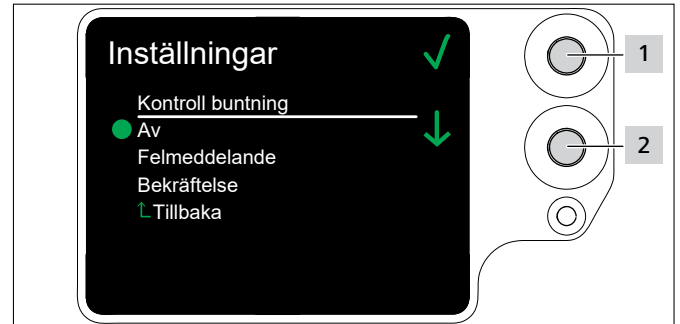 Inställningar
Kontroll buntning
Av
Felmeddelande
Bekräftelse
Tillbaka
1
2